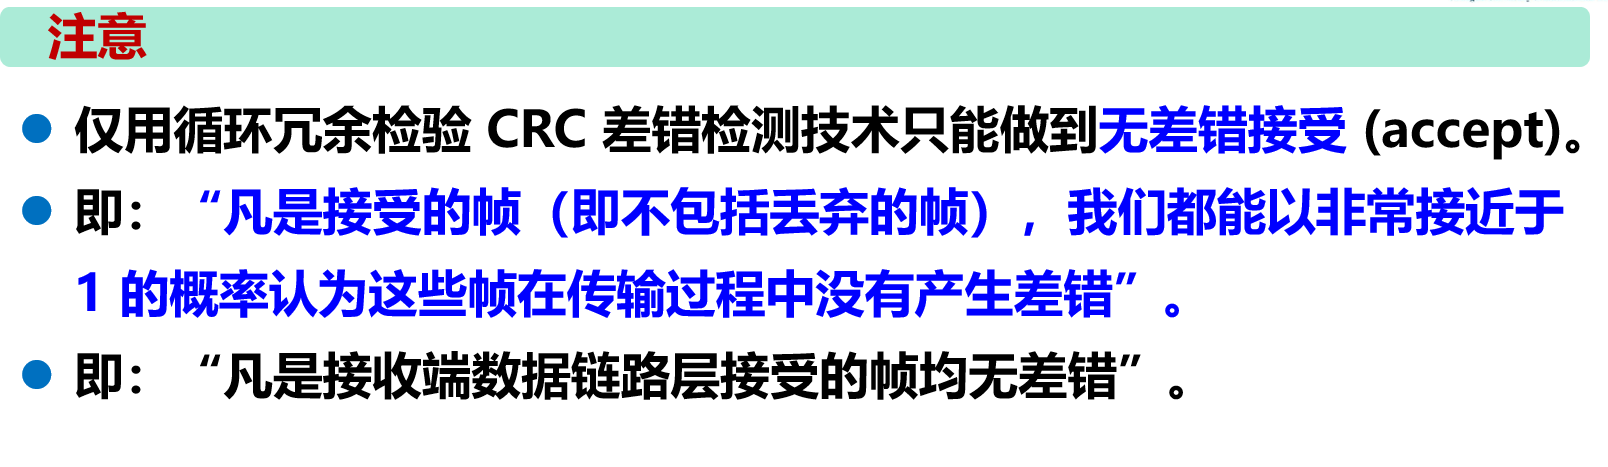 注意
仅用循环冗余检验 CRC 差错检测技术只能做到无差错接受 (accept)。
即：“凡是接受的帧（即不包括丢弃的帧），我们都能以非常接近于
1 的概率认为这些帧在传输过程中没有产生差错”。
即：“凡是接收端数据链路层接受的帧均无差错”。